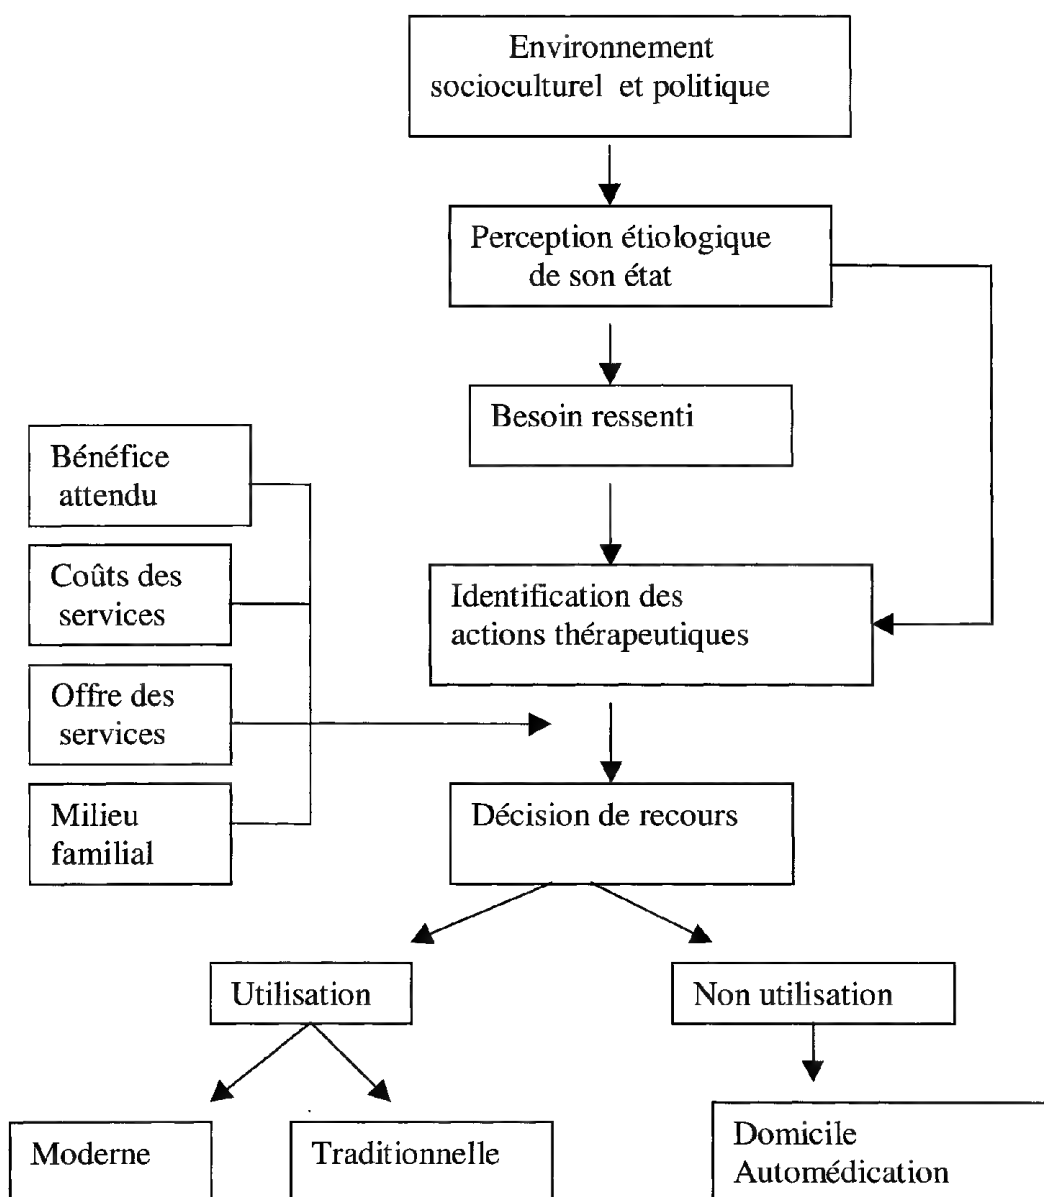 Environnement
socioculturel et politique
Perception étiologique
de son état
Besoin ressenti
Bénéfice
attendu
Coûts des
services
Identification des
actions thérapeutiques
Offre des
services
Milieu
familial
Décision de recours
Utilisation
Non utilisation
Moderne
Traditionnelle
Domicile
Automédication